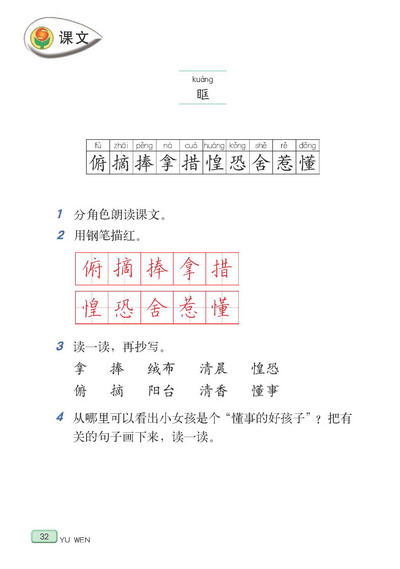 课文
kuàng
眶
fǔ zhāi pěng ná cuò huáng kǒng shě rě dǒng
俯 摘 捧 拿 措 惶 恐 舍 惹 懂
1 分角色朗读课文。
2 用钢笔描红。
俯 摘 捧 拿 措
惶 恐 舍 惹 懂
3 读一读，再抄写。
拿 捧 绒布 清晨 惶恐
俯 摘 阳台 清香 懂事
4 从哪里可以看出小女孩是个“懂事的好孩子”？把有
关的句子画下来，读一读。
32 YU WEN